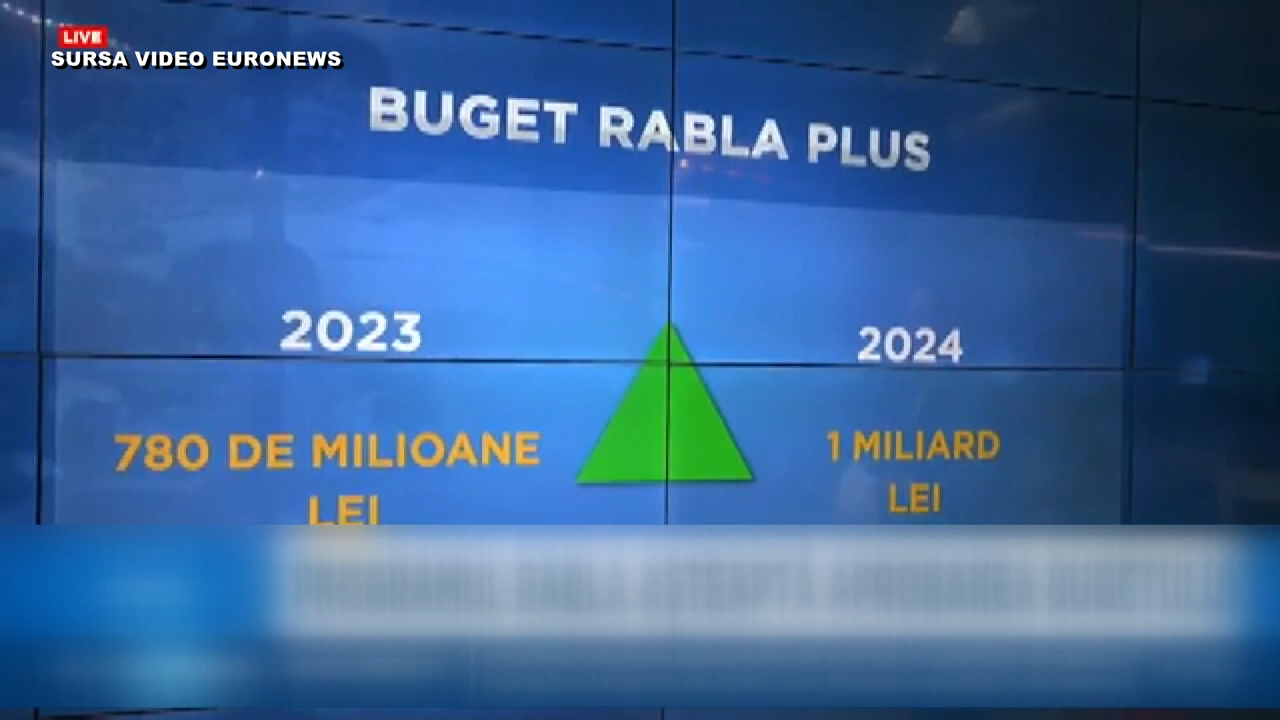 LIVE
SURSA VIDEO EURONEWS
BUGET RABLA PLUS
2023
2024
780 DE MILIOANE
LEI
1 MILIARD
LEI